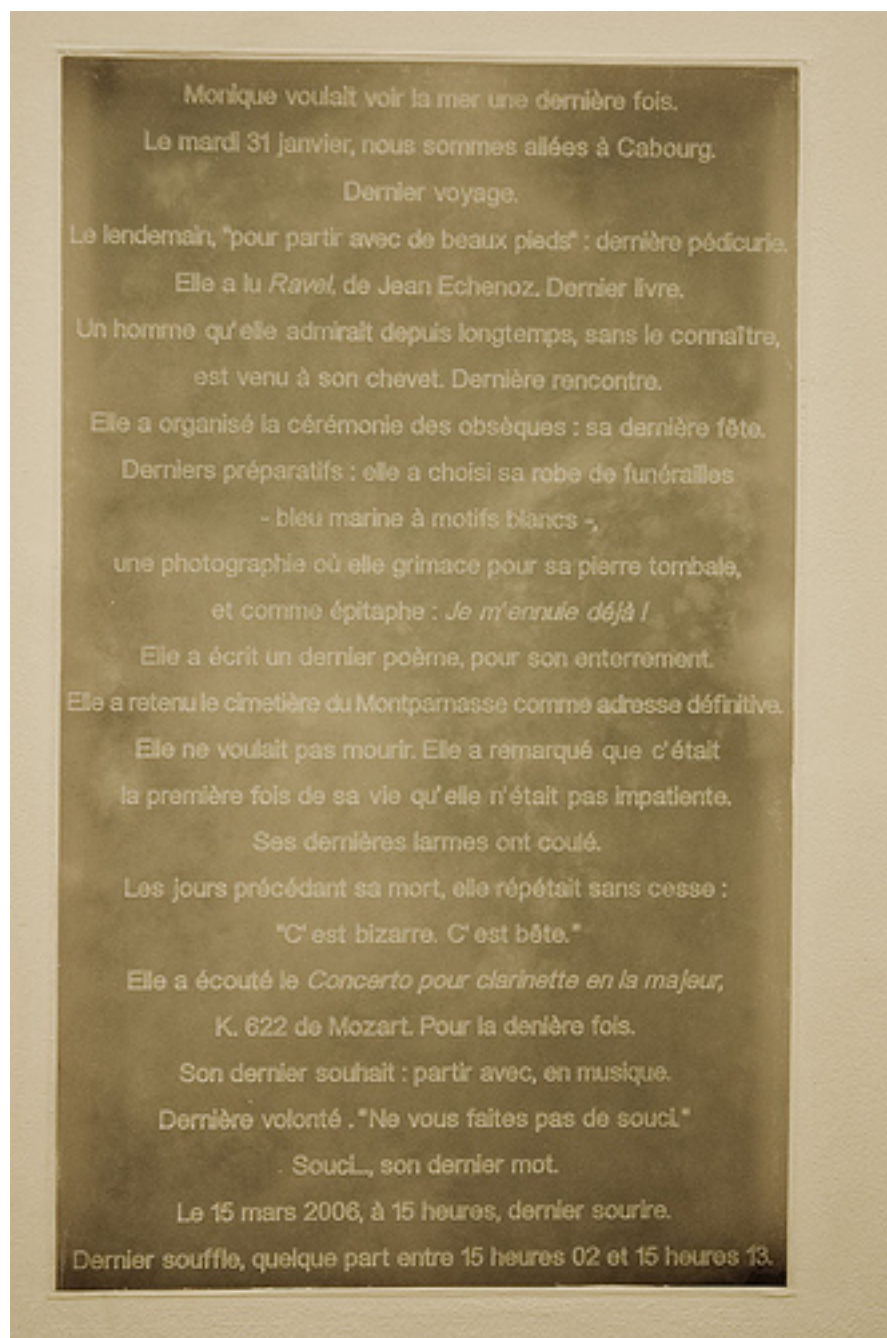 Monique voulait voir la mer une dernière fois.
Le mardi 31 janvier, nous sommes allées à Cabourg.
Dernier voyage.
Le lendemain, "pour partir avec de beaux pieds" : dernière pédicurie.
Elle a lu Ravel, de Jean Echenoz. Dernier livre.
Un homme qu'elle admirait depuis longtemps, sans le connaître,
est venu à son chevet. Dernière rencontre.
Elle a organisé la cérémonie des obsèques : sa dernière fête.
Derniers préparatifs : elle a choisi sa robe de funérailles
- bleu marine à motifs blancs -,
une photographie où elle grimace pour sa pierre tombale,
et comme épitaphe : Je m'ennuie déjà !
Elle a écrit un dernier poème, pour son enterrement.
Elle a retenu le cimetière du Montparnasse comme adresse définitive.
Elle ne voulait pas mourir. Elle a remarqué que c'était
la première fois de sa vie qu'elle n'était pas impatiente.
Ses dernières larmes ont coulé.
Les jours précédant sa mort, elle répétait sans cesse :
"C'est bizarre. C'est bête."
Elle a écouté le Concerto pour clarinette en la majeur,
K. 622 de Mozart. Pour la denière fois.
Son dernier souhait : partir avec, en musique.
Dernière volonté . "Ne vous faites pas de souci."
Souci..., son dernier mot.
Le 15 mars 2006, à 15 heures, dernier sourire.
Dernier souffle, quelque part entre 15 heures 02 et 15 heures 13.